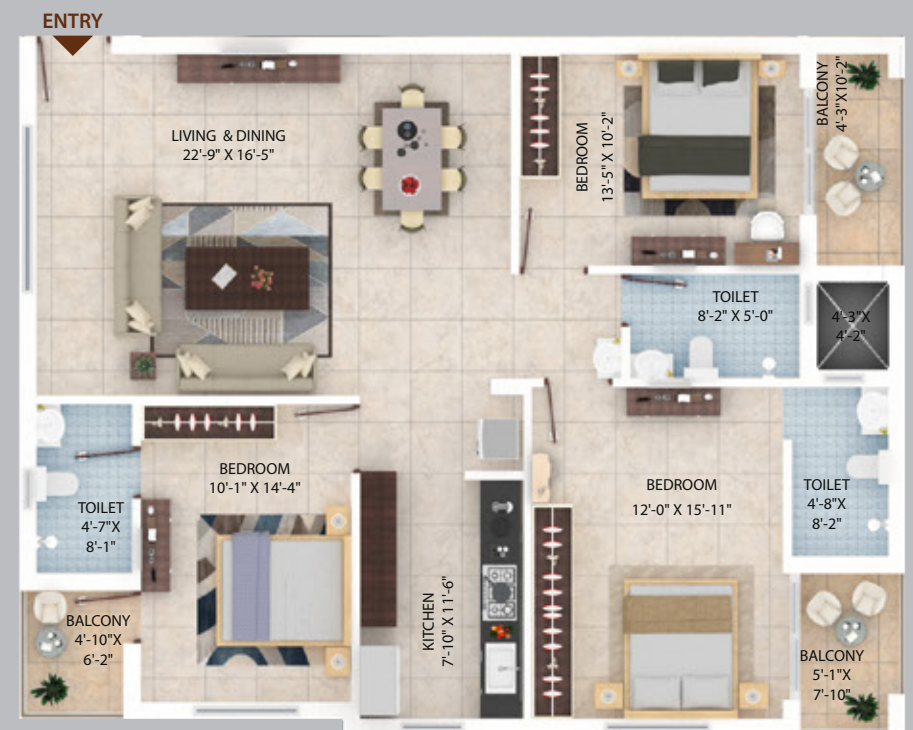 ENTRY
LIVING & DINING
22'-9" X 16'-5"
BEDROOM
13'-5" X 10'-2"
BALCONY
4'-3"X10'-2"
TOILET
8'-2" X 5'-0"
4'-3"X
4'-2"
BEDROOM
10'-1" X 14'-4"
TOILET
4'-7"X
8'-1"
BALCONY
4'-10"X
6'-2"
KITCHEN
7'-10" X 11'-6"
BEDROOM
12'-0" X 15'-11"
TOILET
4'-8"X
8'-2"
BALCONY
5'-1"X
7'-10"